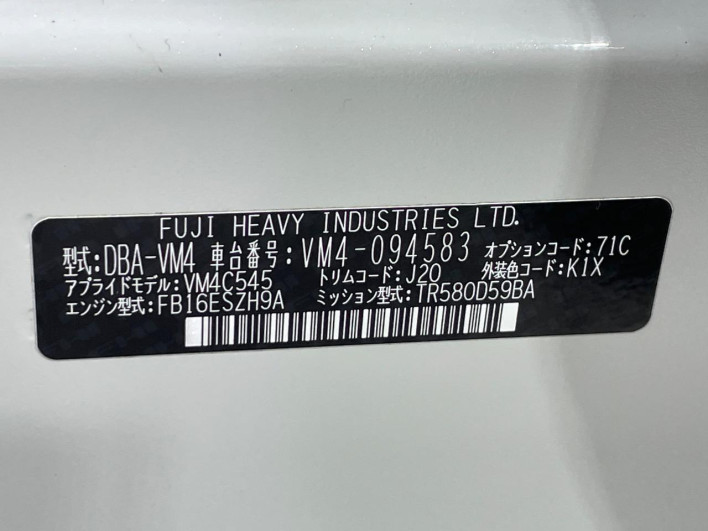 FUJI HEAVY INDUSTRIES LTD.
型式:DBA-VM4 車台番号:VM4-094583 オプションコード:71C
アプライドモデル:VM4C545 トリムコード:J20 外装色コード:K1X
エンジン型式:FB16ESZH9A ミッション型式:TR580D59BA